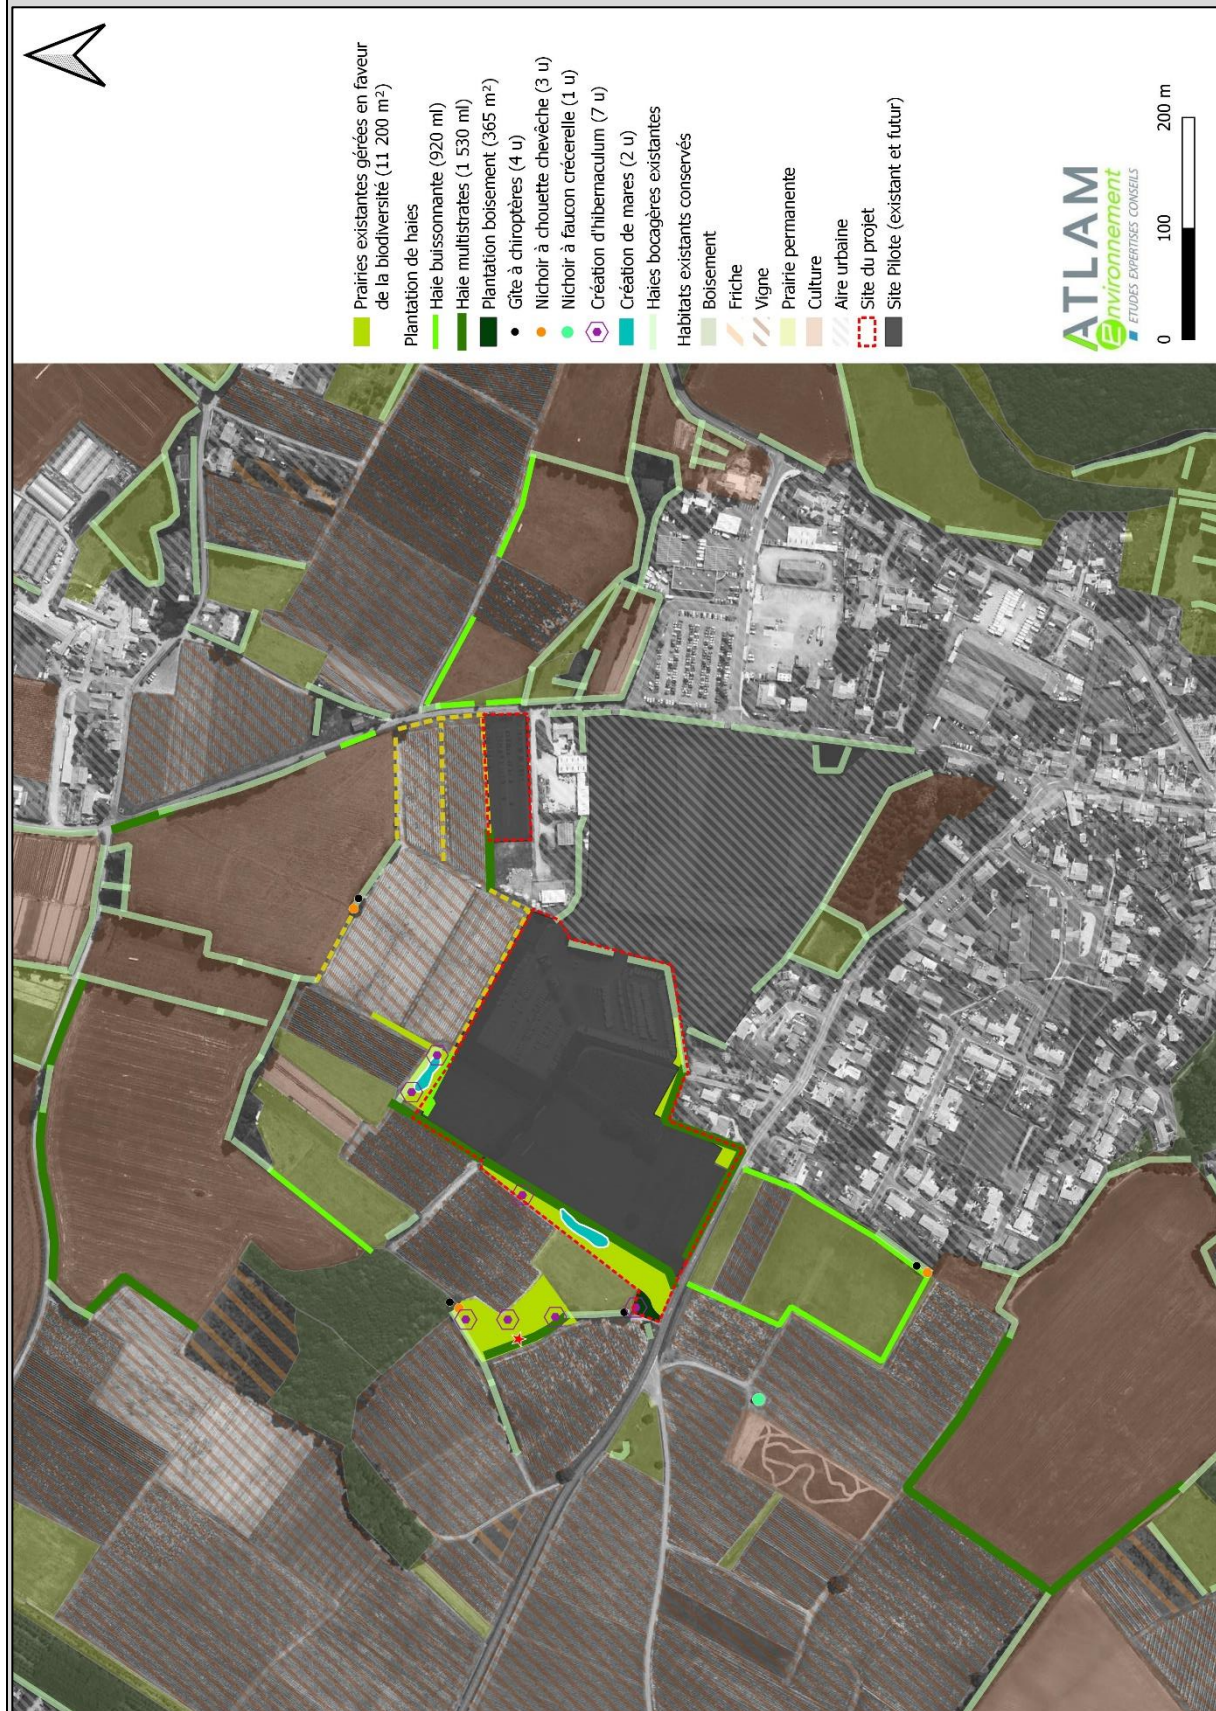 Prairies existantes gérées en faveur
de la biodiversité (11 200 m²)
Plantation de haies
Haie buissonnante (920 ml)
Haie multistrates (1 530 ml)
Plantation boisement (365 m²)
Gîte à chiroptères (4 u)
Nichoir à chouette chevêche (3 u)
Nichoir à faucon crécerelle (1 u)
Création d'hibernaculum (7 u)
Création de mares (2 u)
Haies bocagères existantes
Habitats existants conservés
Boisement
Friche
Vigne
Prairie permanente
Culture
Aire urbaine
Site du projet
Site Pilote (existant et futur)
ATLAM
Environnement
ETUDES EXPERTISES CONSEILS
0 100 200 m